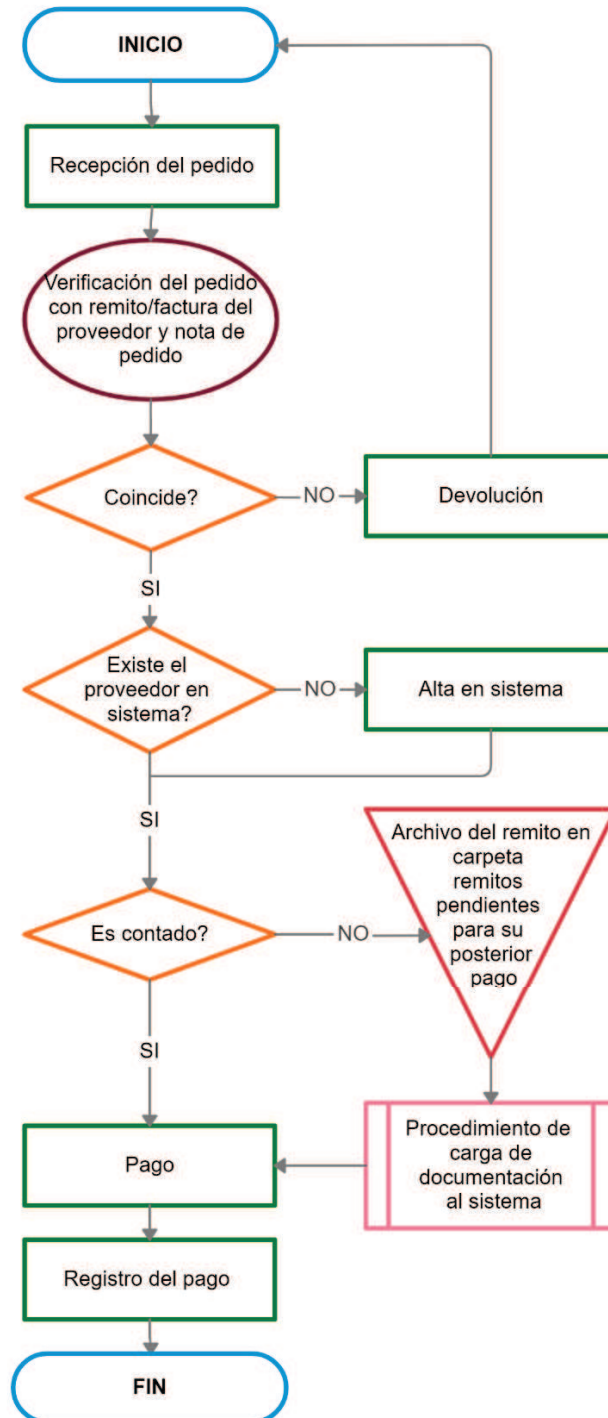 INICIO
Recepción del pedido
Verificación del pedido
con remito/factura del
proveedor y nota de
pedido
Coincide?
NO
Devolución
SI
Existe el
proveedor en
sistema?
NO
Alta en sistema
SI
Archivo del remito en
carpeta
remitos
pendientes
para su
posterior
pago
Es contado?
NO
SI
Procedimiento de
carga de
documentación
al sistema
Pago
Registro del pago
FIN